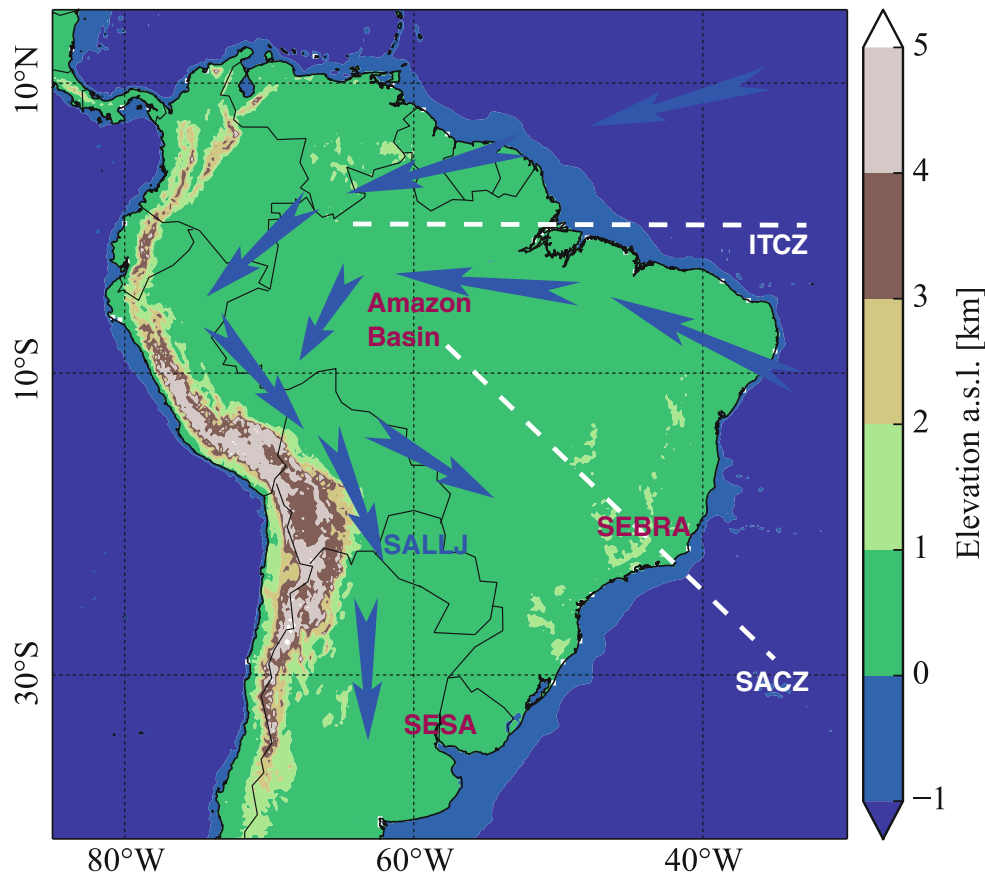 10°N
10°S
30°S
80°W
60°W
40°W
ITCZ
Amazon
Basin
SEBRA
SALLJ
SACZ
SESA
5
4
3
2
1
0
−1
Elevation a.s.l. [km]